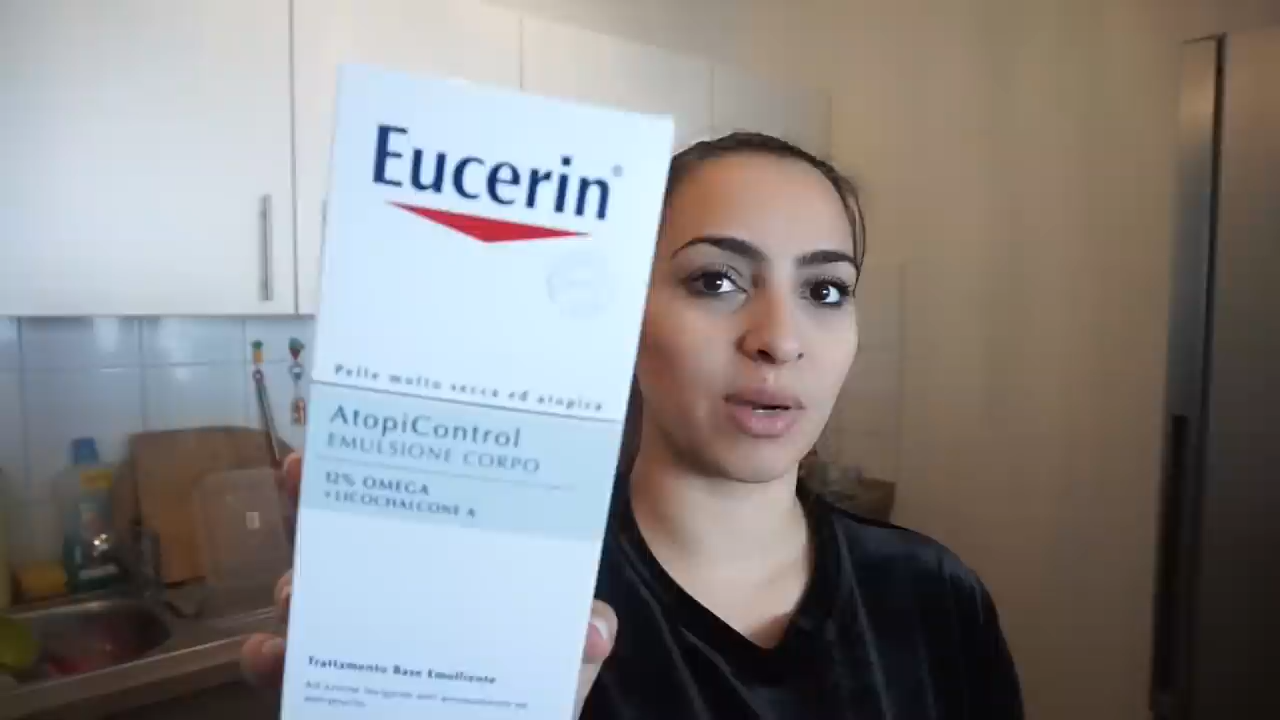 Eucerin®
Pelle molto secca ed atopica
AtopiControl
EMULSIONE CORPO
12% OMEGA
+LICOCHALCONE A
Trattamento Base Emolliente